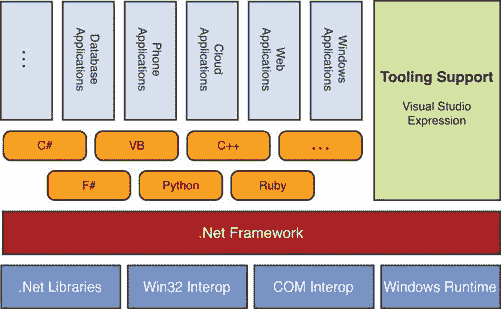 ...
Database
Applications
Phone
Applications
Cloud
Applications
Web
Applications
Windows
Applications
Tooling Support
Visual Studio
Expression
C#
VB
C++
...
F#
Python
Ruby
.Net Framework
.Net Libraries
Win32 Interop
COM Interop
Windows Runtime